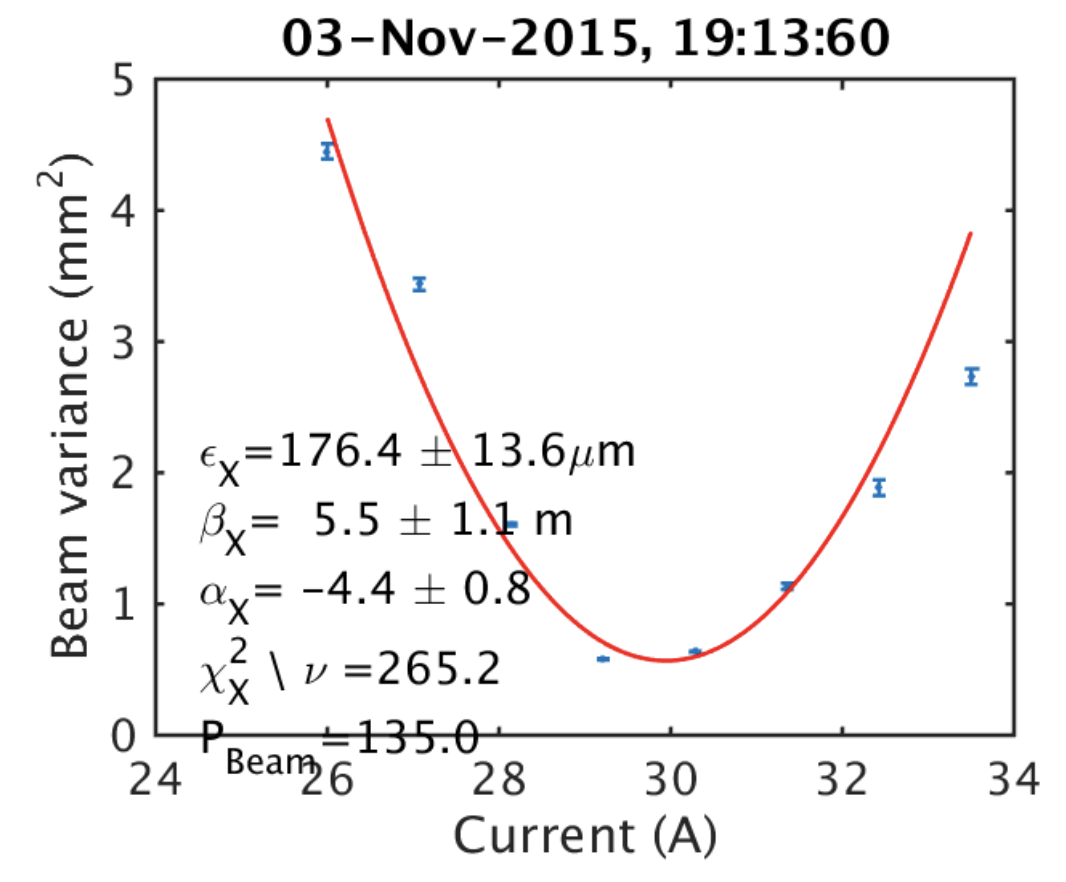 03-Nov-2015, 19:13:60
5
4
3
2
1
0
Beam variance (mm²)
ϵX=176.4 ± 13.6μm
βX= 5.5 ± 1.1 m
αX= -4.4 ± 0.8
χ²X \ ν =265.2
PBeam=135.0
24 26 28 30 32 34
Current (A)